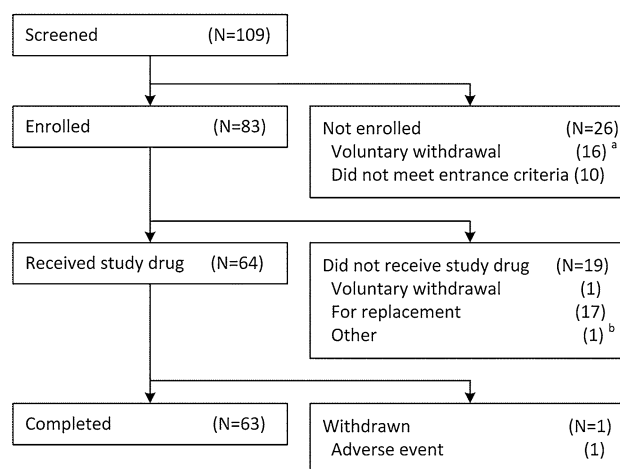 Screened (N=109)
Enrolled (N=83)
Not enrolled (N=26)
Voluntary withdrawal (16) a
Did not meet entrance criteria (10)
Received study drug (N=64)
Did not receive study drug (N=19)
Voluntary withdrawal (1)
For replacement (17)
Other (1) b
Completed (N=63)
Withdrawn (N=1)
Adverse event (1)